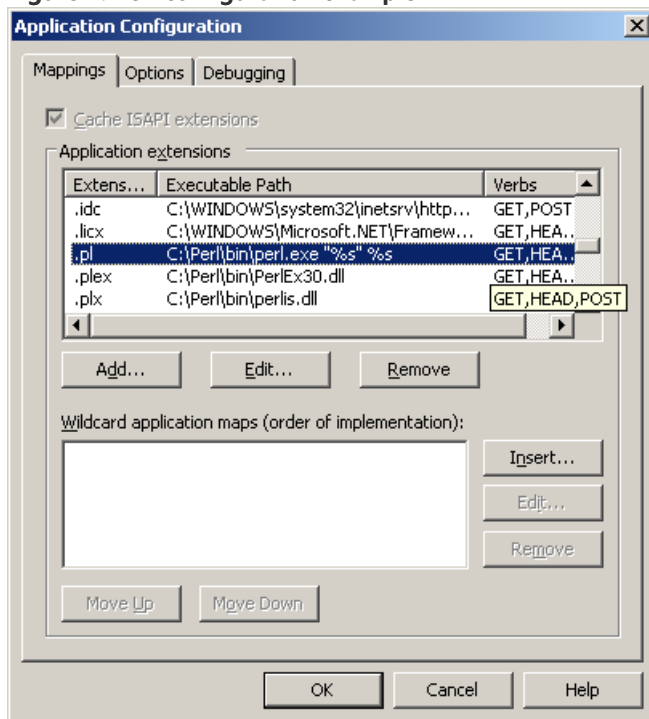 Application Configuration
Mappings Options Debugging
Cache ISAPI extensions
Application extensions
Extens... Executable Path Verbs
.idc C:\WINDOWS\system32\inetsrv\http... GET,POST
.licx C:\WINDOWS\Microsoft.NET\Framew... GET,HEA..
.pl C:\Perl\bin\perl.exe "%s" %s GET,HEA..
.plex C:\Perl\bin\PerlEx30.dll GET,HEA..
.plx C:\Perl\bin\perlis.dll GET,HEAD,POST
Add... Edit... Remove
Wildcard application maps (order of implementation):
Insert...
Edit...
Remove
Move Up Move Down
OK Cancel Help